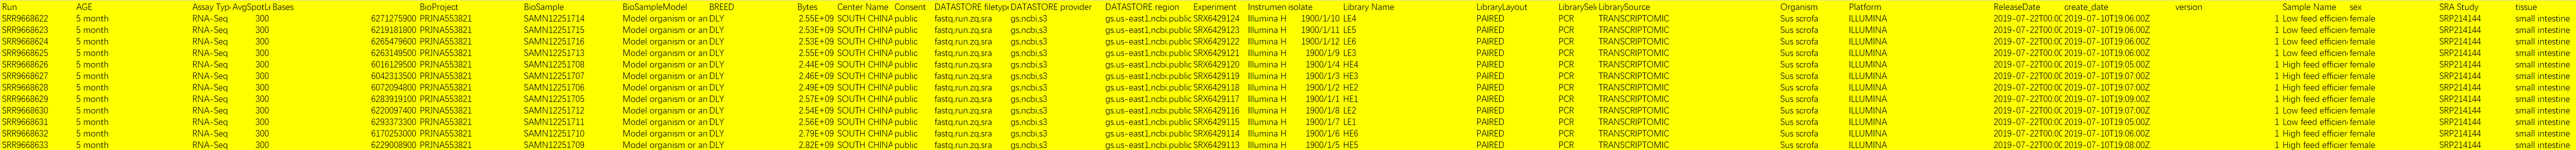 Run AGE Assay Typ AvgSpotLe Bases BioProject BioSample BioSampleModel BREED Bytes Center Name Consent DATASTORE filetype DATASTORE provider DATASTORE region Experiment Instrumen isolate Library Name LibraryLayout LibrarySele LibrarySource Organism Platform ReleaseDate create_date version Sample Name sex SRA Study tissue
SRR9668622 5 month RNA-Seq 300 6271275900 PRJNA553821 SAMN12251714 Model organism or an DLY 2.55E+09 SOUTH CHINA public fastq,run.zq,sra gs,ncbi,s3 gs.us-east1,ncbi.public SRX6429124 Illumina H 1900/1/10 LE4 PAIRED PCR TRANSCRIPTOMIC Sus scrofa ILLUMINA 2019-07-22T00:00 2019-07-10T19:06:00Z 1 Low feed efficien female SRP214144 small intestine
SRR9668623 5 month RNA-Seq 300 6219181800 PRJNA553821 SAMN12251715 Model organism or an DLY 2.53E+09 SOUTH CHINA public fastq,run.zq,sra gs,ncbi,s3 gs.us-east1,ncbi.public SRX6429123 Illumina H 1900/1/11 LE5 PAIRED PCR TRANSCRIPTOMIC Sus scrofa ILLUMINA 2019-07-22T00:00 2019-07-10T19:06:00Z 1 Low feed efficien female SRP214144 small intestine
SRR9668624 5 month RNA-Seq 300 6265479600 PRJNA553821 SAMN12251716 Model organism or an DLY 2.53E+09 SOUTH CHINA public fastq,run.zq,sra gs,ncbi,s3 gs.us-east1,ncbi.public SRX6429122 Illumina H 1900/1/12 LE6 PAIRED PCR TRANSCRIPTOMIC Sus scrofa ILLUMINA 2019-07-22T00:00 2019-07-10T19:06:00Z 1 Low feed efficien female SRP214144 small intestine
SRR9668625 5 month RNA-Seq 300 6263149500 PRJNA553821 SAMN12251713 Model organism or an DLY 2.55E+09 SOUTH CHINA public fastq,run.zq,sra gs,ncbi,s3 gs.us-east1,ncbi.public SRX6429121 Illumina H 1900/1/9 LE3 PAIRED PCR TRANSCRIPTOMIC Sus scrofa ILLUMINA 2019-07-22T00:00 2019-07-10T19:06:00Z 1 Low feed efficien female SRP214144 small intestine
SRR9668626 5 month RNA-Seq 300 6016129500 PRJNA553821 SAMN12251708 Model organism or an DLY 2.44E+09 SOUTH CHINA public fastq,run.zq,sra gs,ncbi,s3 gs.us-east1,ncbi.public SRX6429120 Illumina H 1900/1/4 HE4 PAIRED PCR TRANSCRIPTOMIC Sus scrofa ILLUMINA 2019-07-22T00:00 2019-07-10T19:05:00Z 1 High feed efficier female SRP214144 small intestine
SRR9668627 5 month RNA-Seq 300 6042313500 PRJNA553821 SAMN12251707 Model organism or an DLY 2.46E+09 SOUTH CHINA public fastq,run.zq,sra gs,ncbi,s3 gs.us-east1,ncbi.public SRX6429119 Illumina H 1900/1/3 HE3 PAIRED PCR TRANSCRIPTOMIC Sus scrofa ILLUMINA 2019-07-22T00:00 2019-07-10T19:07:00Z 1 High feed efficier female SRP214144 small intestine
SRR9668628 5 month RNA-Seq 300 6072094800 PRJNA553821 SAMN12251706 Model organism or an DLY 2.49E+09 SOUTH CHINA public fastq,run.zq,sra gs,ncbi,s3 gs.us-east1,ncbi.public SRX6429118 Illumina H 1900/1/2 HE2 PAIRED PCR TRANSCRIPTOMIC Sus scrofa ILLUMINA 2019-07-22T00:00 2019-07-10T19:07:00Z 1 High feed efficier female SRP214144 small intestine
SRR9668629 5 month RNA-Seq 300 6283919100 PRJNA553821 SAMN12251705 Model organism or an DLY 2.57E+09 SOUTH CHINA public fastq,run.zq,sra gs,ncbi,s3 gs.us-east1,ncbi.public SRX6429117 Illumina H 1900/1/1 HE1 PAIRED PCR TRANSCRIPTOMIC Sus scrofa ILLUMINA 2019-07-22T00:00 2019-07-10T19:09:00Z 1 High feed efficier female SRP214144 small intestine
SRR9668630 5 month RNA-Seq 300 6220097400 PRJNA553821 SAMN12251712 Model organism or an DLY 2.54E+09 SOUTH CHINA public fastq,run.zq,sra gs,ncbi,s3 gs.us-east1,ncbi.public SRX6429116 Illumina H 1900/1/8 LE2 PAIRED PCR TRANSCRIPTOMIC Sus scrofa ILLUMINA 2019-07-22T00:00 2019-07-10T19:07:00Z 1 Low feed efficien female SRP214144 small intestine
SRR9668631 5 month RNA-Seq 300 6293373300 PRJNA553821 SAMN12251711 Model organism or an DLY 2.56E+09 SOUTH CHINA public fastq,run.zq,sra gs,ncbi,s3 gs.us-east1,ncbi.public SRX6429115 Illumina H 1900/1/7 LE1 PAIRED PCR TRANSCRIPTOMIC Sus scrofa ILLUMINA 2019-07-22T00:00 2019-07-10T19:06:00Z 1 Low feed efficien female SRP214144 small intestine
SRR9668632 5 month RNA-Seq 300 6170253000 PRJNA553821 SAMN12251710 Model organism or an DLY 2.79E+09 SOUTH CHINA public fastq,run.zq,sra gs,ncbi,s3 gs.us-east1,ncbi.public SRX6429114 Illumina H 1900/1/6 HE6 PAIRED PCR TRANSCRIPTOMIC Sus scrofa ILLUMINA 2019-07-22T00:00 2019-07-10T19:06:00Z 1 High feed efficier female SRP214144 small intestine
SRR9668633 5 month RNA-Seq 300 6229008900 PRJNA553821 SAMN12251709 Model organism or an DLY 2.82E+09 SOUTH CHINA public fastq,run.zq,sra gs,ncbi,s3 gs.us-east1,ncbi.public SRX6429113 Illumina H 1900/1/5 HE5 PAIRED PCR TRANSCRIPTOMIC Sus scrofa ILLUMINA 2019-07-22T00:00 2019-07-10T19:08:00Z 1 High feed efficier female SRP214144 small intestine